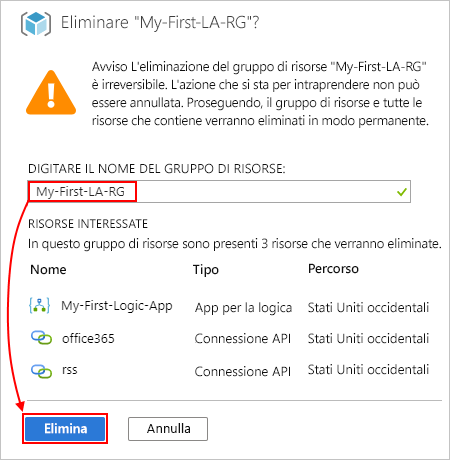 Eliminare "My-First-LA-RG"?
Avviso L'eliminazione del gruppo di risorse "My-First-LA-RG"
è irreversibile. L'azione che si sta per intraprendere non può
essere annullata. Proseguendo, il gruppo di risorse e tutte le
risorse che contiene verranno eliminati in modo permanente.
DIGITARE IL NOME DEL GRUPPO DI RISORSE:
My-First-LA-RG
RISORSE INTERESSATE
In questo gruppo di risorse sono presenti 3 risorse che verranno eliminate.
Nome Tipo Percorso
My-First-Logic-App App per la logica Stati Uniti occidentali
office365 Connessione API Stati Uniti occidentali
rss Connessione API Stati Uniti occidentali
Elimina Annulla